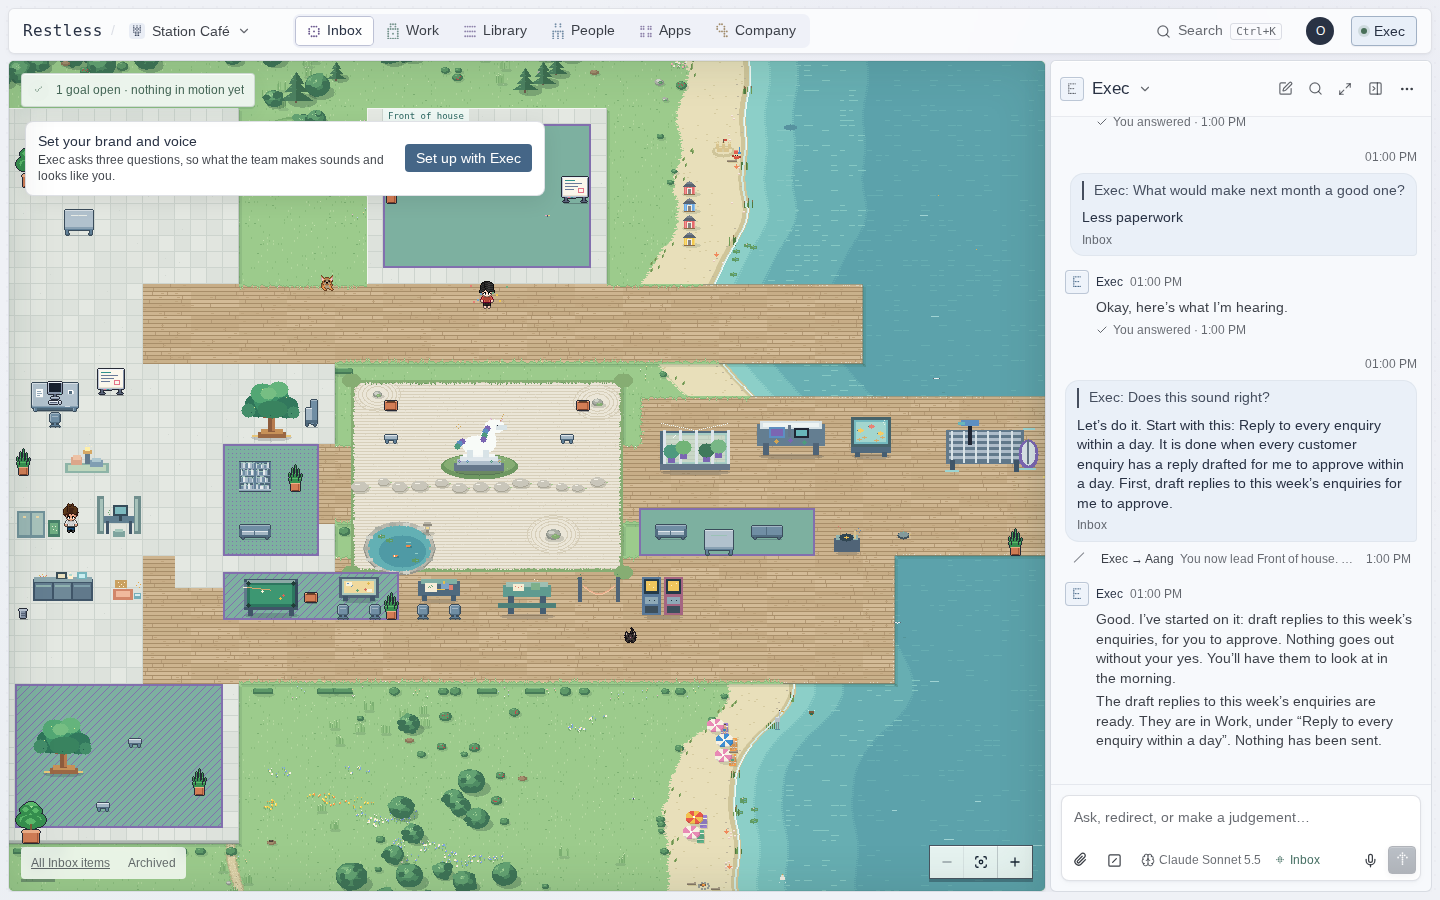 Restless / Station Café
Inbox Work Library People Apps Company
Search Ctrl+K O Exec
1 goal open · nothing in motion yet
Front of house
Set your brand and voice
Exec asks three questions, so what the team makes sounds and
looks like you.
Set up with Exec
All Inbox items Archived
E Exec
You answered · 1:00 PM
01:00 PM
Exec: What would make next month a good one?
Less paperwork
Inbox
E Exec 01:00 PM
Okay, here’s what I’m hearing.
You answered · 1:00 PM
01:00 PM
Exec: Does this sound right?
Let’s do it. Start with this: Reply to every enquiry
within a day. It is done when every customer
enquiry has a reply drafted for me to approve within
a day. First, draft replies to this week’s enquiries for
me to approve.
Inbox
Exec → Aang You now lead Front of house. … 1:00 PM
E Exec 01:00 PM
Good. I’ve started on it: draft replies to this week’s
enquiries, for you to approve. Nothing goes out
without your yes. You’ll have them to look at in
the morning.
The draft replies to this week’s enquiries are
ready. They are in Work, under “Reply to every
enquiry within a day”. Nothing has been sent.
Ask, redirect, or make a judgement…
Claude Sonnet 5.5 Inbox